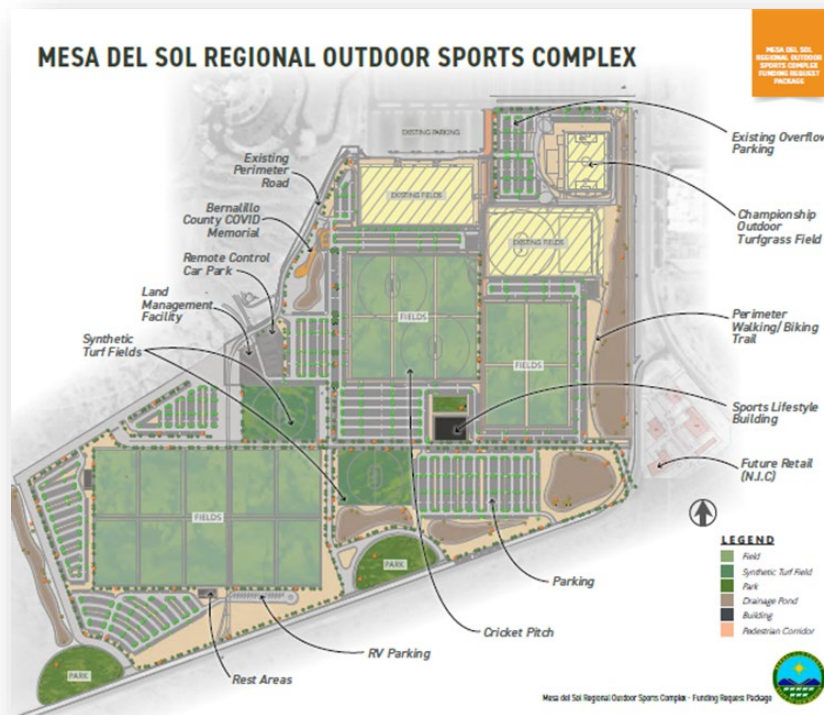 MESA DEL SOL REGIONAL OUTDOOR SPORTS COMPLEX
MESA DEL SOL
REGIONAL OUTDOOR
SPORTS COMPLEX
FUNDING REQUEST
PACKAGE
EXISTING PARKING
Existing Overflow
Parking
Existing
Perimeter
Road
EXISTING FIELDS
Bernalillo
County COVID
Memorial
Championship
Outdoor
Turfgrass Field
EXISTING FIELDS
Remote Control
Car Park
Land
Management
Facility
FIELDS
Perimeter
Walking/Biking
Trail
Synthetic
Turf Fields
FIELDS
Sports Lifestyle
Building
Future Retail
(N.I.C)
FIELDS
LEGEND
Field
Synthetic Turf Field
Park
Drainage Pond
Building
Pedestrian Corridor
PARK
Parking
Cricket Pitch
RV Parking
Rest Areas
PARK
Mesa del Sol Regional Outdoor Sports Complex - Funding Request Package